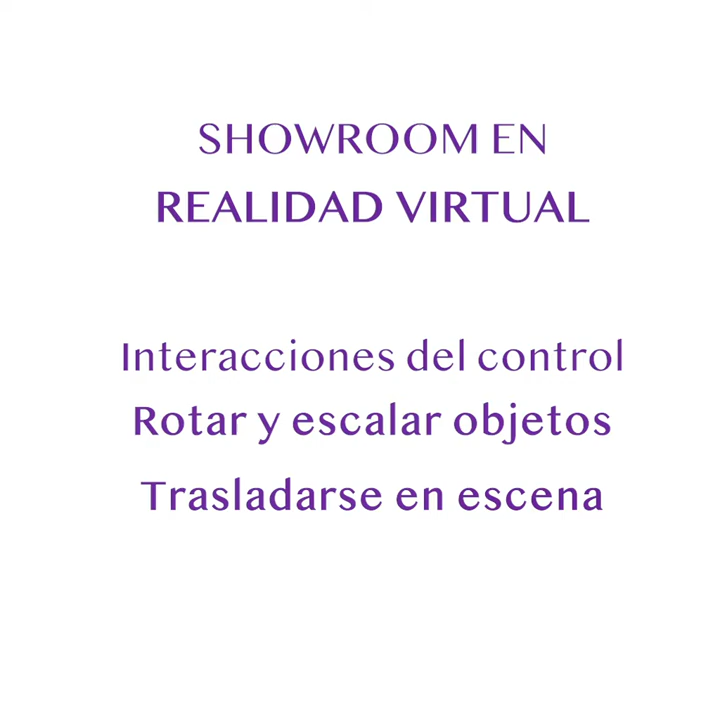 SHOWROOM EN
REALIDAD VIRTUAL
Interacciones del control
Rotar y escalar objetos
Trasladarse en escena